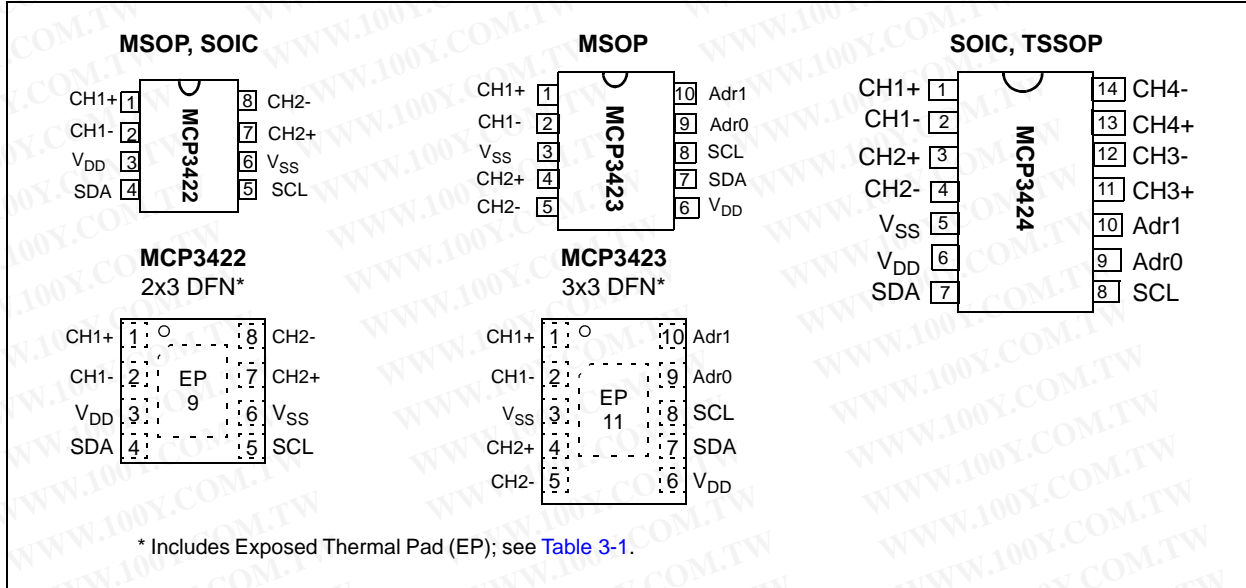 MSOP, SOIC
CH1+ 1
CH1- 2
VDD 3
SDA 4
MCP3422
8 CH2-
7 CH2+
6 VSS
5 SCL
MSOP
CH1+ 1
CH1- 2
VSS 3
CH2+ 4
CH2- 5
MCP3423
10 Adr1
9 Adr0
8 SCL
7 SDA
6 VDD
SOIC, TSSOP
CH1+ 1
CH1- 2
CH2+ 3
CH2- 4
VSS 5
VDD 6
SDA 7
MCP3424
14 CH4-
13 CH4+
12 CH3-
11 CH3+
10 Adr1
9 Adr0
8 SCL
MCP3422
2x3 DFN*
CH1+ 1
CH1- 2
VDD 3
SDA 4
EP
9
8 CH2-
7 CH2+
6 VSS
5 SCL
MCP3423
3x3 DFN*
CH1+ 1
CH1- 2
VSS 3
CH2+ 4
CH2- 5
EP
11
10 Adr1
9 Adr0
8 SCL
7 SDA
6 VDD
* Includes Exposed Thermal Pad (EP); see Table 3-1.
WWW.100Y.COM.TW